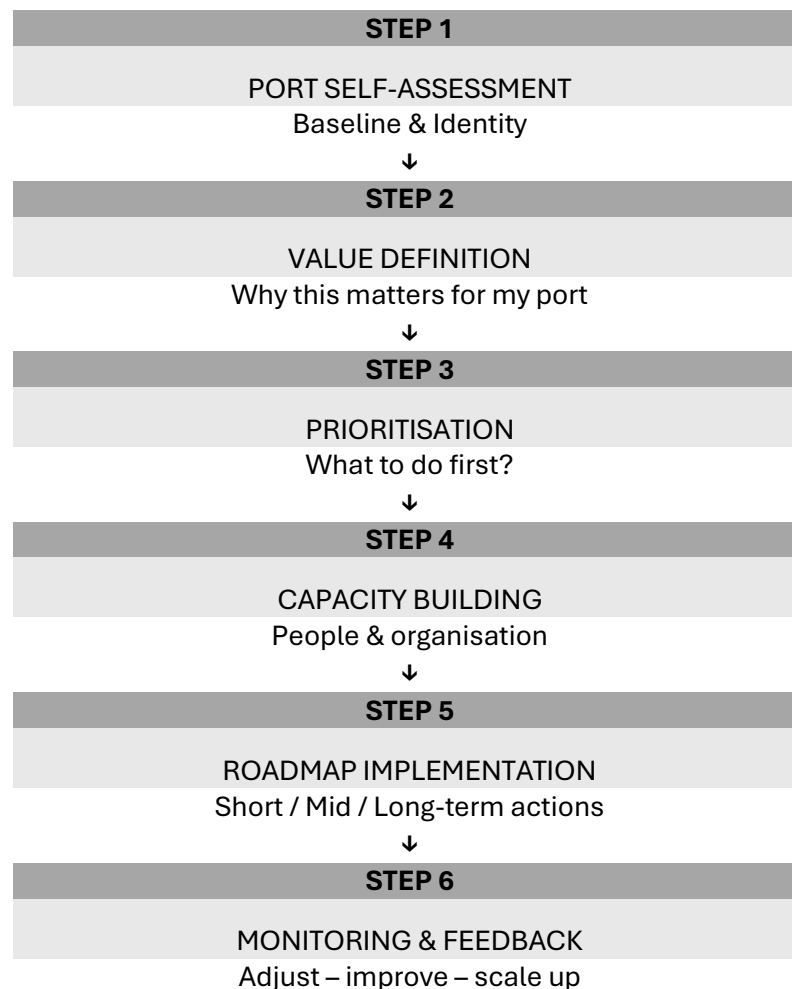 STEP 1
PORT SELF-ASSESSMENT
Baseline & Identity
↓
STEP 2
VALUE DEFINITION
Why this matters for my port
↓
STEP 3
PRIORITISATION
What to do first?
↓
STEP 4
CAPACITY BUILDING
People & organisation
↓
STEP 5
ROADMAP IMPLEMENTATION
Short / Mid / Long-term actions
↓
STEP 6
MONITORING & FEEDBACK
Adjust – improve – scale up